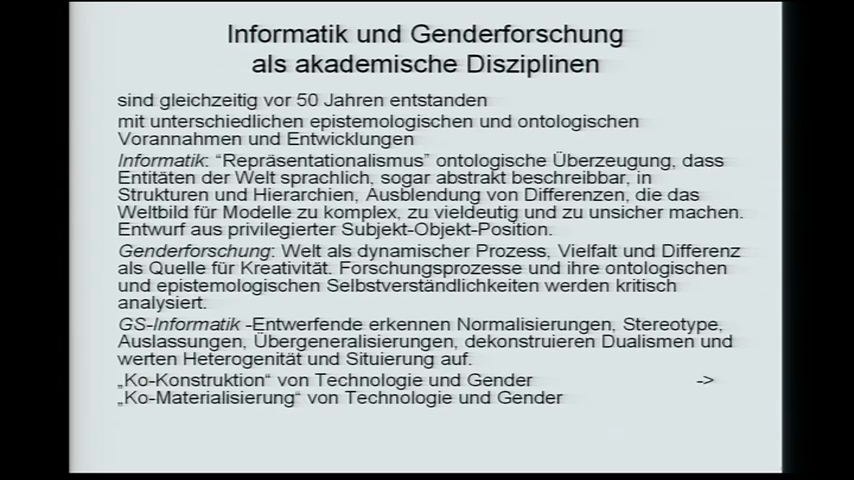 Informatik und Genderforschung
als akademische Disziplinen
sind gleichzeitig vor 50 Jahren entstanden
mit unterschiedlichen epistemologischen und ontologischen
Vorannahmen und Entwicklungen
Informatik: “Repräsentationalismus” ontologische Überzeugung, dass
Entitäten der Welt sprachlich, sogar abstrakt beschreibbar, in
Strukturen und Hierarchien, Ausblendung von Differenzen, die das
Weltbild für Modelle zu komplex, zu vieldeutig und zu unsicher machen.
Entwurf aus privilegierter Subjekt-Objekt-Position.
Genderforschung: Welt als dynamischer Prozess, Vielfalt und Differenz
als Quelle für Kreativität. Forschungsprozesse und ihre ontologischen
und epistemologischen Selbstverständlichkeiten werden kritisch
analysiert.
GS-Informatik -Entwerfende erkennen Normalisierungen, Stereotype,
Auslassungen, Übergeneralisierungen, dekonstruieren Dualismen und
werten Heterogenität und Situierung auf.
„Ko-Konstruktion“ von Technologie und Gender ->
„Ko-Materialisierung“ von Technologie und Gender